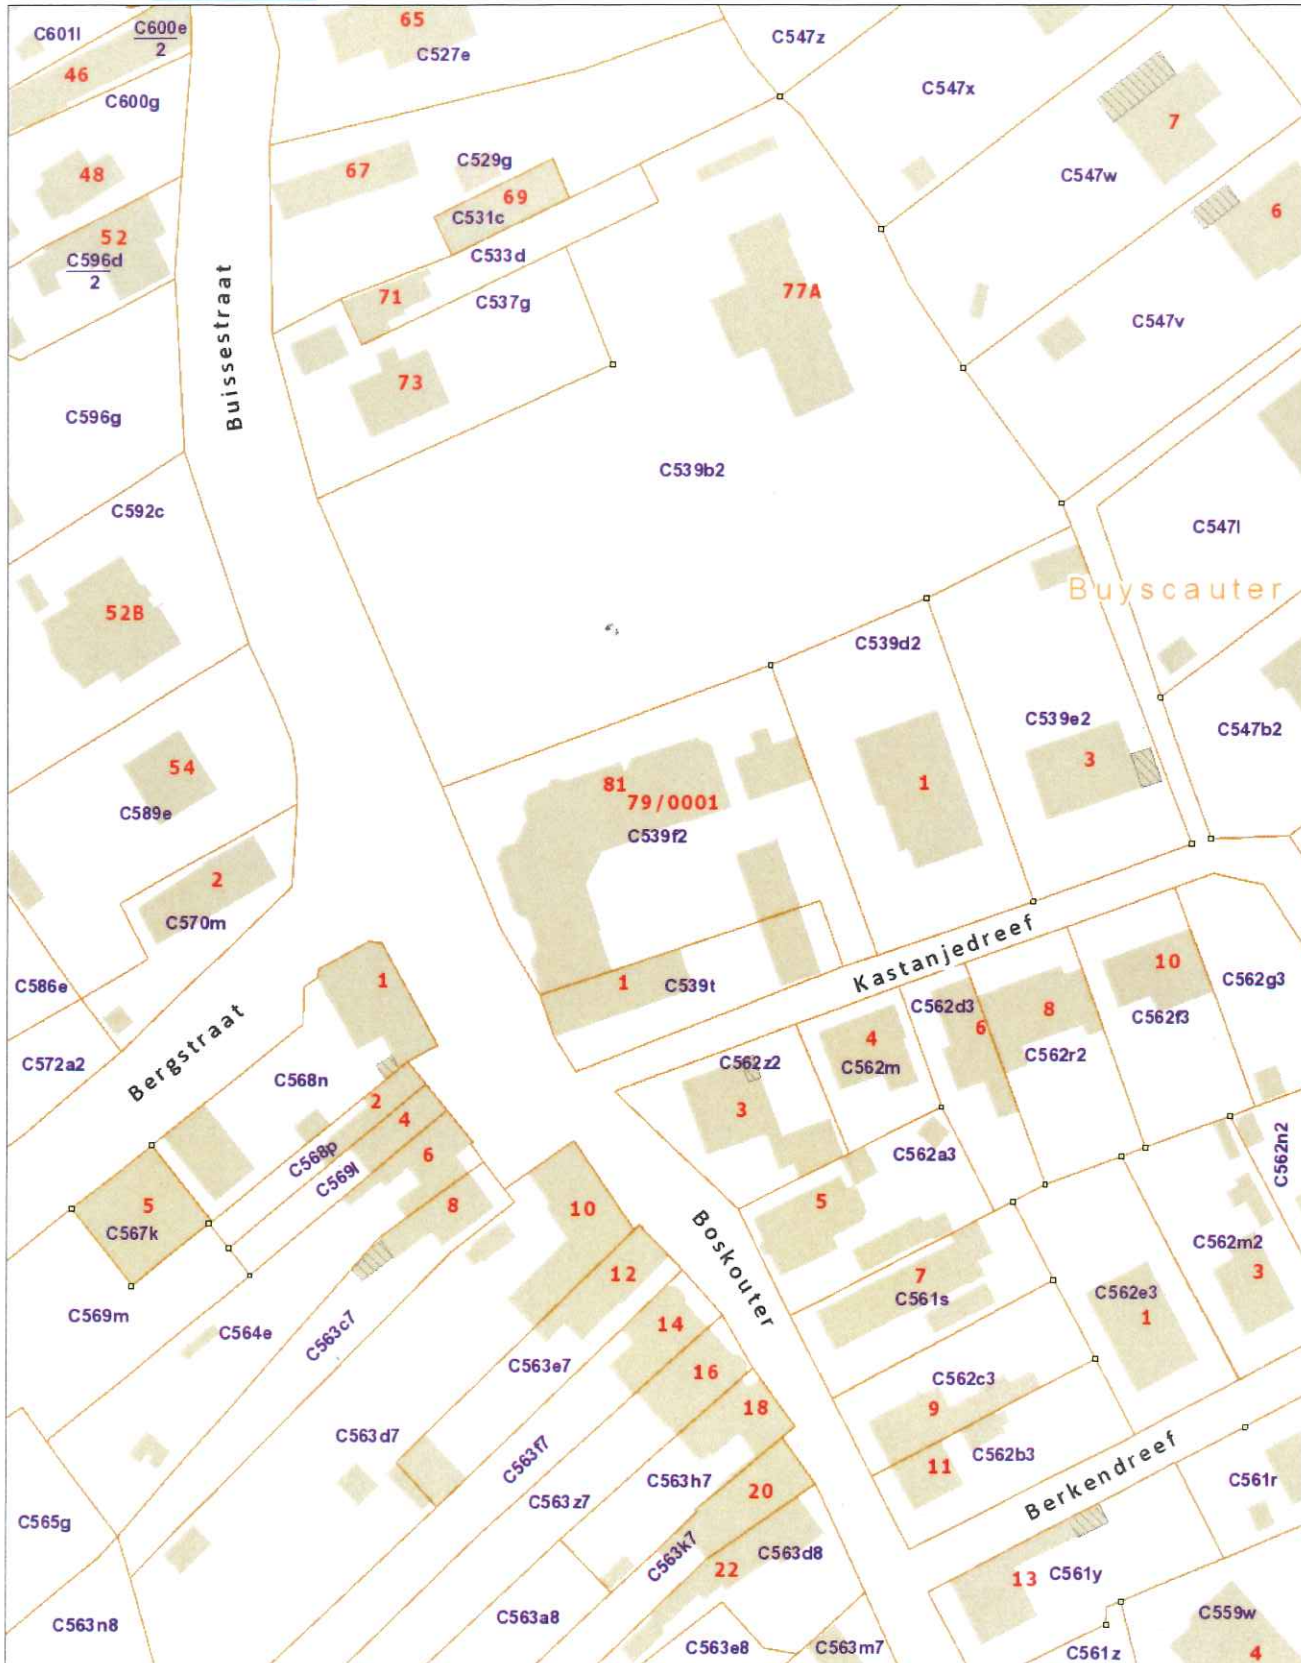 C601l
C600e
2
65
C527e
C547z
46
C600g
C547x
7
48
67
C529g
69
C531c
C547w
6
52
C596d
2
C533d
71
C537g
77A
C547v
Buissestraat
73
C596g
C539b2
C592c
C547l
Buyscauter
52B
C539d2
C539e2
C547b2
54
C589e
81
79/0001
C539f2
1
3
2
C570m
C586e
1
1
C539t
Kastanjedreef
10
C562g3
C562d3
6
8
C562f3
4
C562m
C562r2
C572a2
Bergstraat
C568n
C562z2
3
2
4
C568p
C569l
6
8
C562a3
C562n2
5
C567k
10
5
C562m2
3
Boskouter
12
7
C561s
C562e3
1
C569m
C564e
C563c7
14
16
C563e7
C562c3
9
18
C563d7
C563f7
C562b3
11
Berkendreef
C563z7
C563h7
20
C561r
C565g
C563k7
C563d8
22
13
C561y
C563n8
C563a8
C563e8
C563m7
C561z
C559w
4